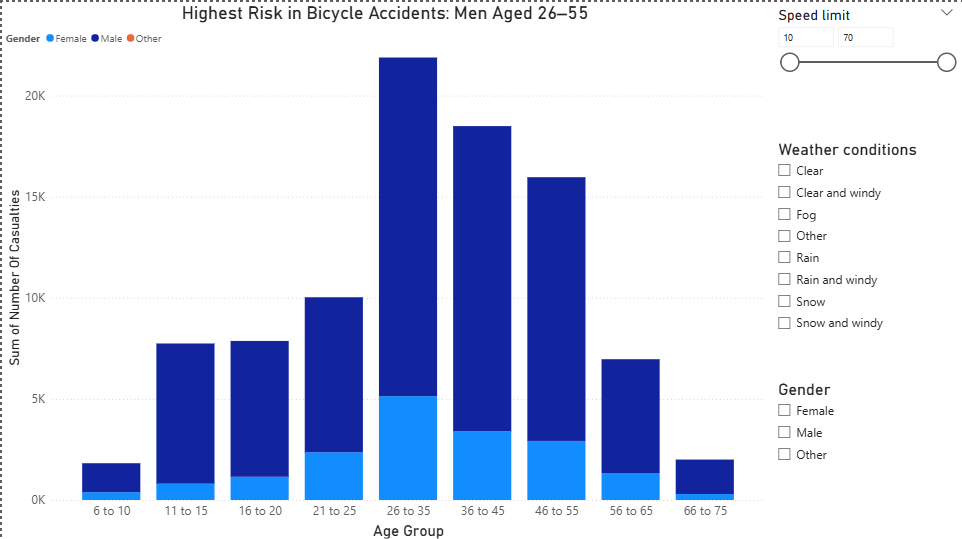 Highest Risk in Bicycle Accidents: Men Aged 26–55
Gender Female Male Other
Sum of Number Of Casualties
20K
15K
10K
5K
0K
6 to 10 11 to 15 16 to 20 21 to 25 26 to 35 36 to 45 46 to 55 56 to 65 66 to 75
Age Group
Speed limit
10 70
Weather conditions
Clear
Clear and windy
Fog
Other
Rain
Rain and windy
Snow
Snow and windy
Gender
Female
Male
Other